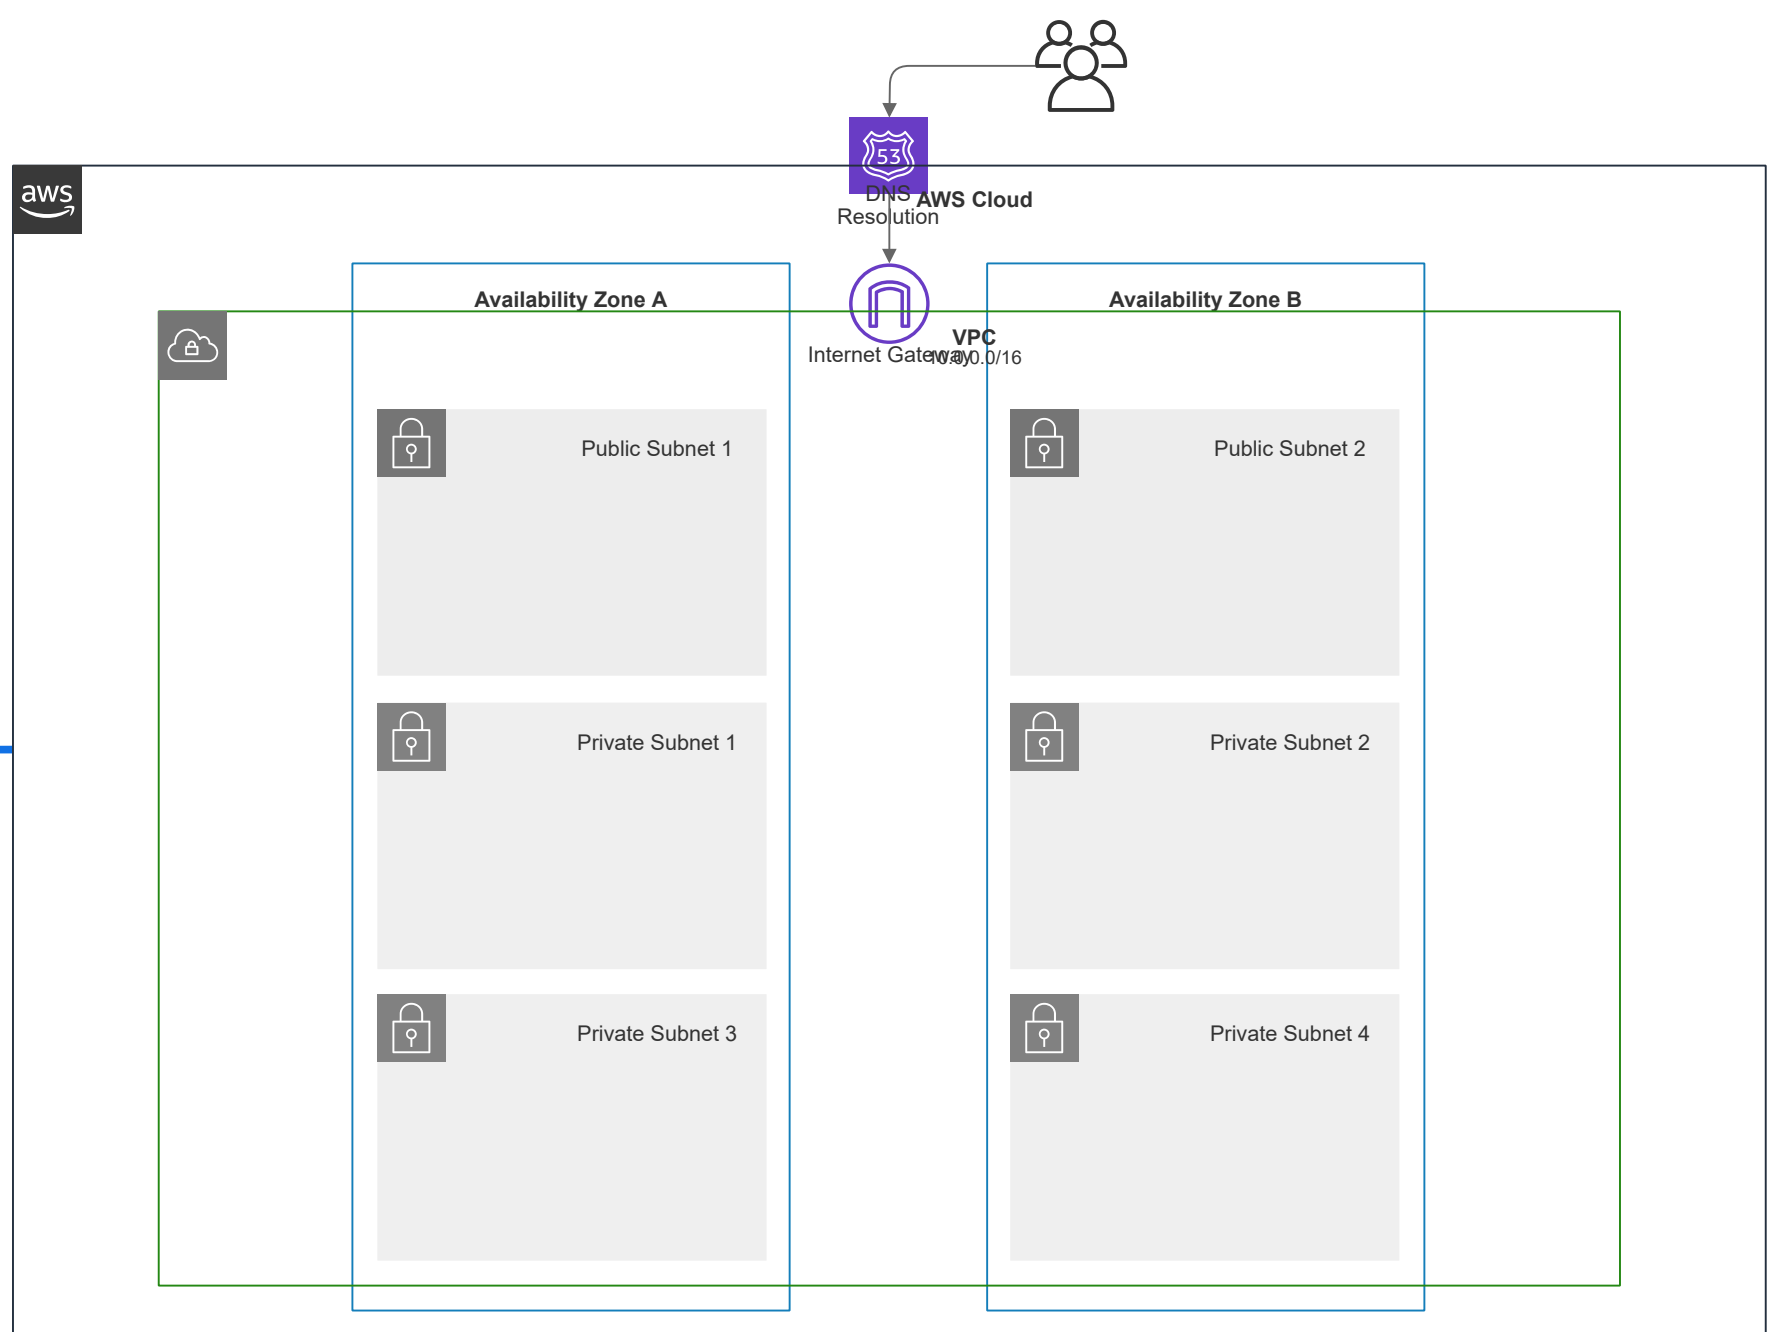 53
aws
DNS
Resolution
AWS Cloud
Availability Zone A
Availability Zone B
VPC
Internet Gateway
10.0.0.0/16
Public Subnet 1
Public Subnet 2
Private Subnet 1
Private Subnet 2
Private Subnet 3
Private Subnet 4